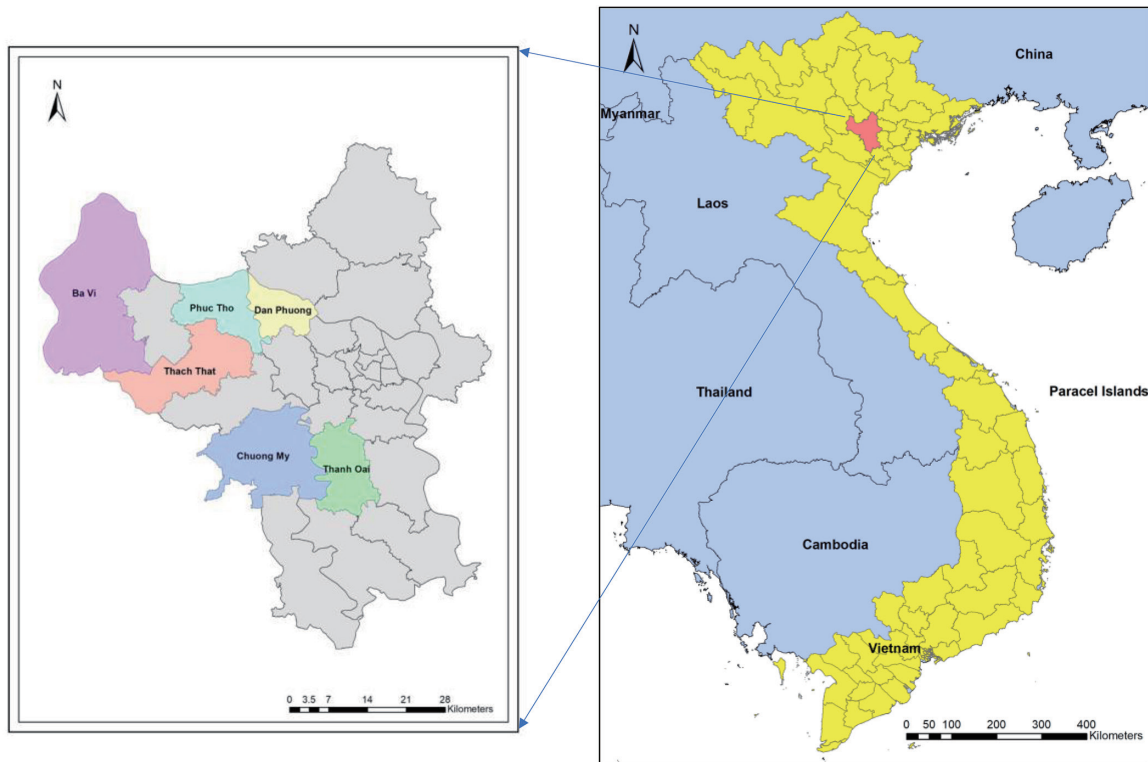 N
Ba Vi
Phuc Tho
Dan Phuong
Thach That
Chuong My
Thanh Oai
0 3.5 7 14 21 28
Kilometers
N
China
Myanmar
Laos
Thailand
Paracel Islands
Cambodia
Vietnam
0 50 100 200 300 400
Kilometers